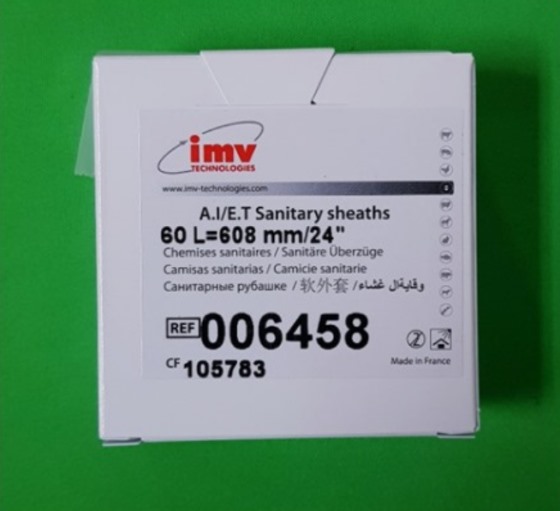 imv
TECHNOLOGIES
www.imv-technologies.com
A.I/E.T Sanitary sheaths
60 L=608 mm/24"
Chemises sanitaires / Sanitäre Überzüge
Camisas sanitarias / Camicie sanitarie
Санитарные рубашке / 软外套 / وقايةال غشاء
REF 006458
CF 105783
Made in France